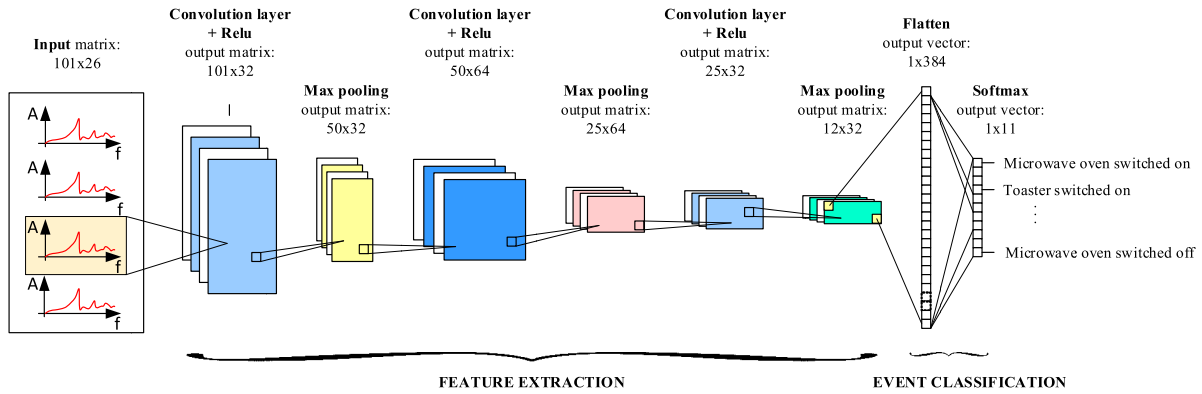 Input matrix:
101x26
Convolution layer
+ Relu
output matrix:
101x32
Max pooling
output matrix:
50x32
Convolution layer
+ Relu
output matrix:
50x64
Max pooling
output matrix:
25x64
Convolution layer
+ Relu
output matrix:
25x32
Max pooling
output matrix:
12x32
Flatten
output vector:
1x384
Softmax
output vector:
1x11
A
f
A
f
A
f
A
f
Microwave oven switched on
Toaster switched on
Microwave oven switched off
FEATURE EXTRACTION
EVENT CLASSIFICATION